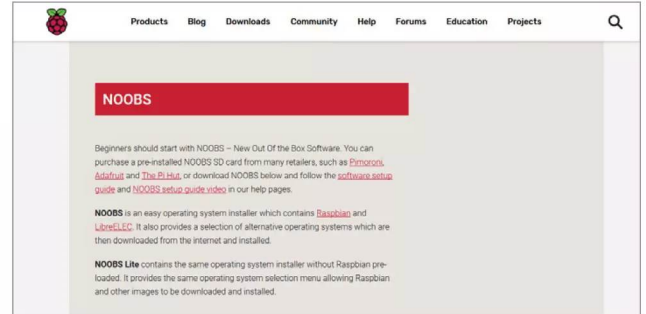 Products Blog Downloads Community Help Forums Education Projects
NOOBS
Beginners should start with NOOBS – New Out Of the Box Software. You can
purchase a pre-installed NOOBS SD card from many retailers, such as Pimoroni,
Adafruit and The Pi Hut, or download NOOBS below and follow the software setup
guide and NOOBS setup guide video in our help pages.
NOOBS is an easy operating system installer which contains Raspbian and
LibreELEC. It also provides a selection of alternative operating systems which are
then downloaded from the internet and installed.
NOOBS Lite contains the same operating system installer without Raspbian pre-
loaded. It provides the same operating system selection menu allowing Raspbian
and other images to be downloaded and installed.